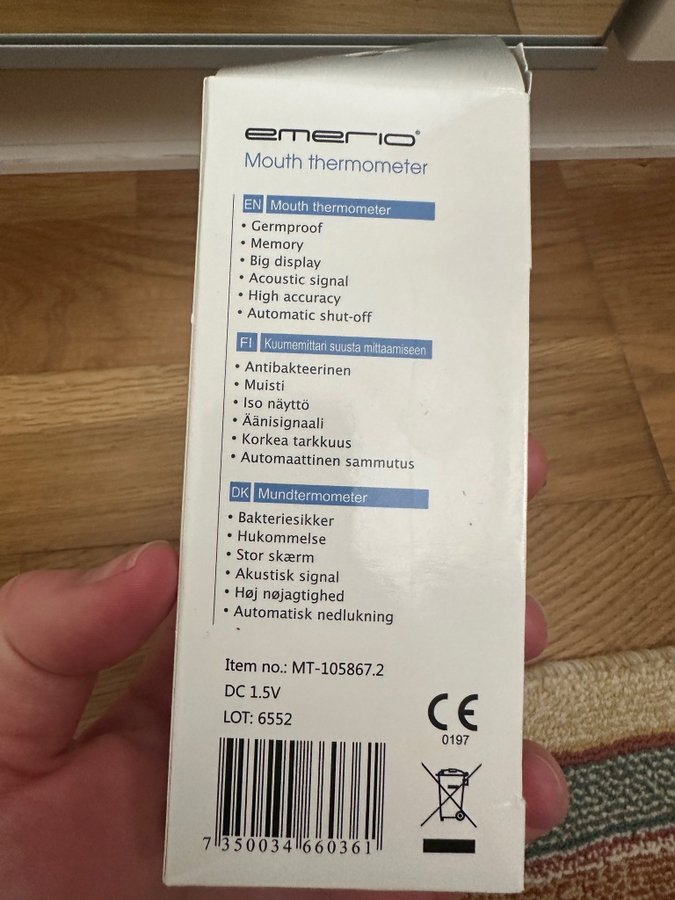 emerio®
Mouth thermometer
EN Mouth thermometer
• Germproof
• Memory
• Big display
• Acoustic signal
• High accuracy
• Automatic shut-off
FI Kuumemittari suusta mittaamiseen
• Antibakteerinen
• Muisti
• Iso näyttö
• Äänisignaali
• Korkea tarkkuus
• Automaattinen sammutus
DK Mundtermometer
• Bakteriesikker
• Hukommelse
• Stor skærm
• Akustisk signal
• Høj nøjagtighed
• Automatisk nedlukning
Item no.: MT-105867.2
DC 1.5V
LOT: 6552
CE
0197
7 350034 660361